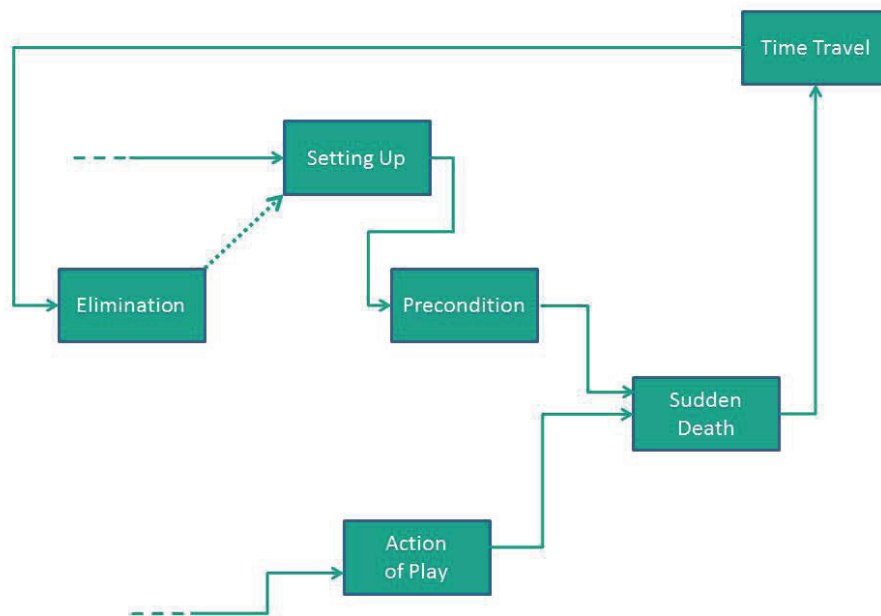 Time Travel
Setting Up
Elimination
Precondition
Sudden
Death
Action
of Play